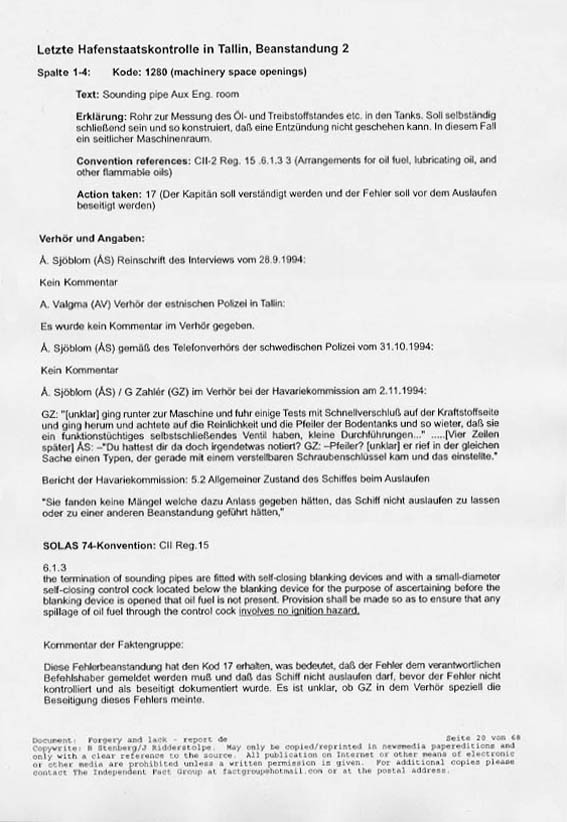 Letzte Hafenstaatskontrolle in Tallin, Beanstandung 2
Spalte 1-4: Kode: 1280 (machinery space openings)
Text: Sounding pipe Aux Eng. room
Erklärung: Rohr zur Messung des Öl- und Treibstoffstandes etc. in den Tanks. Soll selbständig
schließend sein und so konstruiert, daß eine Entzündung nicht geschehen kann. In diesem Fall
ein seitlicher Maschinenraum.
Convention references: CII-2 Reg. 15 .6.1.3 3 (Arrangements for oil fuel, lubricating oil, and
other flammable oils)
Action taken: 17 (Der Kapitän soll verständigt werden und der Fehler soll vor dem Auslaufen
beseitigt werden)
Verhör und Angaben:
Å. Sjöblom (ÅS) Reinschrift des Interviews vom 28.9.1994:
Kein Kommentar
A. Valgma (AV) Verhör der estnischen Polizei in Tallin:
Es wurde kein Kommentar im Verhör gegeben.
Å. Sjöblom (ÅS) gemäß des Telefonverhörs der schwedischen Polizei vom 31.10.1994:
Kein Kommentar
Å. Sjöblom (ÅS) / G Zahlér (GZ) im Verhör bei der Havariekommission am 2.11.1994:
GZ: "[unklar] ging runter zur Maschine und fuhr einige Tests mit Schnellverschluß auf der Kraftstoffseite
und ging herum und achtete auf die Reinlichkeit und die Pfeiler der Bodentanks und so wieter, daß sie
ein funktionstüchtiges selbstschließendes Ventil haben, kleine Durchführungen..." .....[Vier Zeilen
später] ÅS: –"Du hattest dir da doch irgendetwas notiert? GZ: –Pfeiler? [unklar] er rief in der gleichen
Sache einen Typen, der gerade mit einem verstellbaren Schraubenschlüssel kam und das einstellte."
Bericht der Havariekommission: 5.2 Allgemeiner Zustand des Schiffes beim Auslaufen
"Sie fanden keine Mängel welche dazu Anlass gegeben hätten, das Schiff nicht auslaufen zu lassen
oder zu einer anderen Beanstandung geführt hätten,"
SOLAS 74-Konvention: CII Reg.15
6.1.3
the termination of sounding pipes are fitted with self-closing blanking devices and with a small-diameter
self-closing control cock located below the blanking device for the purpose of ascertaining before the
blanking device is opened that oil fuel is not present. Provision shall be made so as to ensure that any
spillage of oil fuel through the control cock involves no ignition hazard.
Kommentar der Faktengruppe:
Diese Fehlerbeanstandung hat den Kod 17 erhalten, was bedeutet, daß der Fehler dem verantwortlichen
Befehlshaber gemeldet werden muß und daß das Schiff nicht auslaufen darf, bevor der Fehler nicht
kontrolliert und als beseitigt dokumentiert wurde. Es ist unklar, ob GZ in dem Verhör speziell die
Beseitigung dieses Fehlers meinte.
Document: Forgery and lack - report de Seite 20 von 68
Copywrite: B Stenberg/J Ridderstolpe. May only be copied/reprinted in newsmedia papereditions and
only with a clear reference to the source. All publication on Internet or other means of electronic
or other media are prohibited unless a written permission is given. For additional copies please
contact The Independent Fact Group at factgroup@hotmail.com or at the postal address.